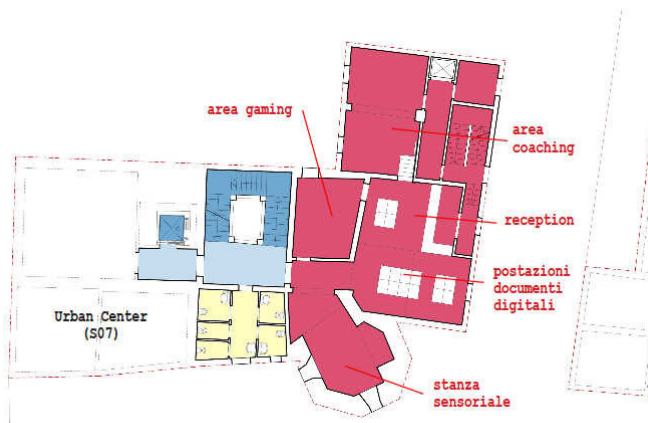 area gaming
area
coaching
reception
postazioni
documenti
digitali
Urban Center
(S07)
stanza
sensoriale